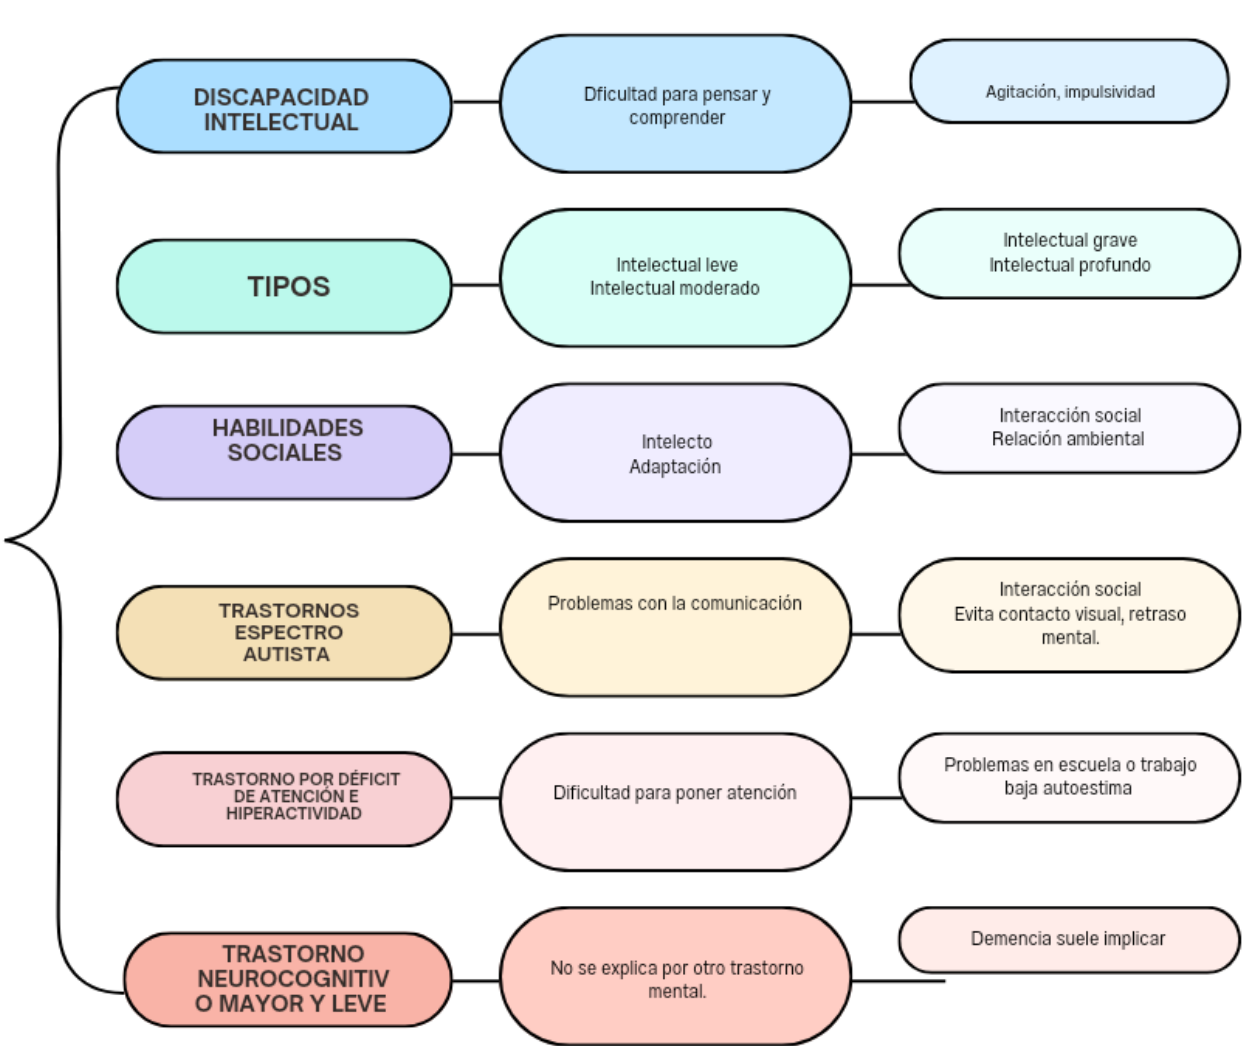 DISCAPACIDAD
INTELECTUAL
Dficultad para pensar y
comprender
Agitación, impulsividad
TIPOS
Intelectual leve
Intelectual moderado
Intelectual grave
Intelectual profundo
HABILIDADES
SOCIALES
Intelecto
Adaptación
Interacción social
Relación ambiental
TRASTORNOS
ESPECTRO
AUTISTA
Problemas con la comunicación
Interacción social
Evita contacto visual, retraso
mental.
TRASTORNO POR DÉFICIT
DE ATENCIÓN E
HIPERACTIVIDAD
Dificultad para poner atención
Problemas en escuela o trabajo
baja autoestima
TRASTORNO
NEUROCOGNITIV
O MAYOR Y LEVE
No se explica por otro trastorno
mental.
Demencia suele implicar